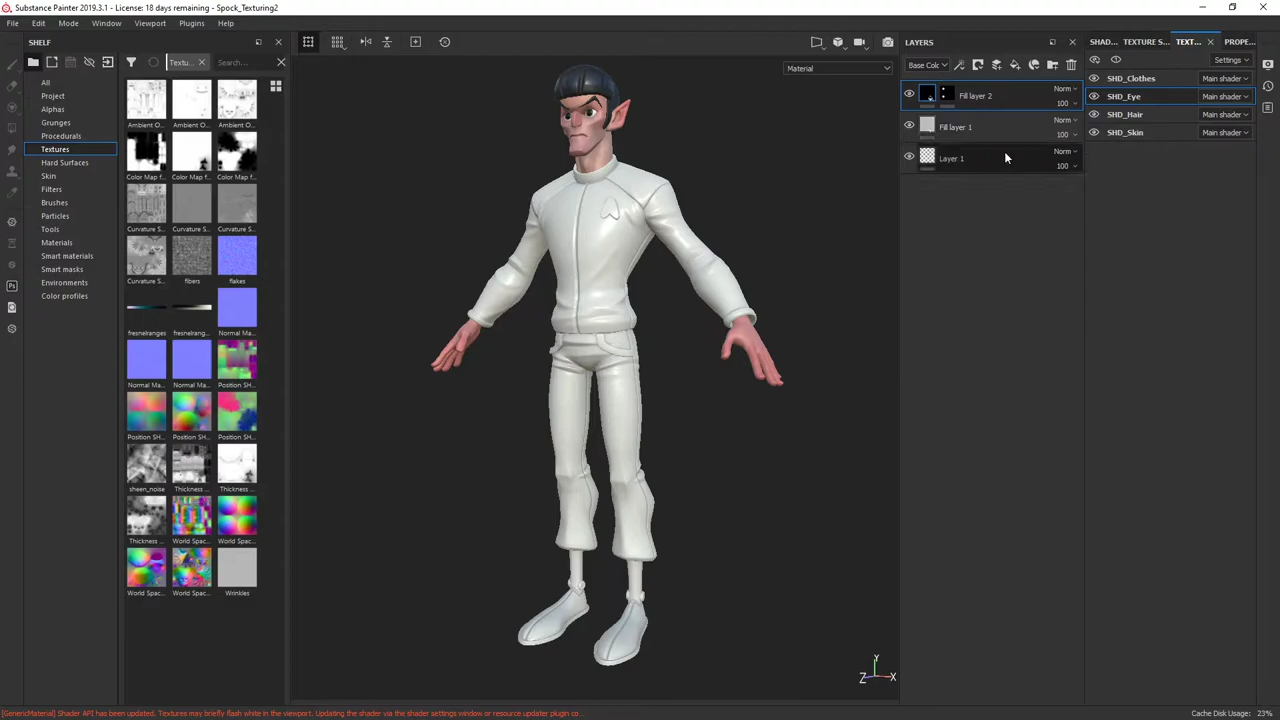 Substance Painter 2019.3.1 - License: 18 days remaining - Spock_Texturing2
File Edit Mode Window Viewport Plugins Help
SHELF
Textu... Search...
All
Project
Alphas
Grunges
Procedurals
Textures
Hard Surfaces
Skin
Filters
Brushes
Particles
Tools
Materials
Smart materials
Smart masks
Environments
Color profiles
Ambient O... Ambient O... Ambient O...
Color Map f... Color Map f... Color Map f...
Curvature S... Curvature S... Curvature S...
Curvature S... fibers flakes
fresnelranges fresnelrang... Normal Ma...
Normal Ma... Normal Ma... Position SH...
Position SH... Position SH... Position SH...
sheen_noise Thickness ... Thickness ...
Thickness ... World Spac... World Spac...
World Spac... World Spac... Wrinkles
Material
Y
Z X
LAYERS
Base Col
Fill layer 2 Norm
100
Fill layer 1 Norm
100
Layer 1 Norm
100
SHAD... TEXTURE S... TEXT... PROPE...
Settings
SHD_Clothes Main shader
SHD_Eye Main shader
SHD_Hair Main shader
SHD_Skin Main shader
Ps
[GenericMaterial] Shader API has been updated. Textures may briefly flash white in the viewport. Updating the shader via the shader settings window or resource updater plugin co...
Cache Disk Usage: 23%